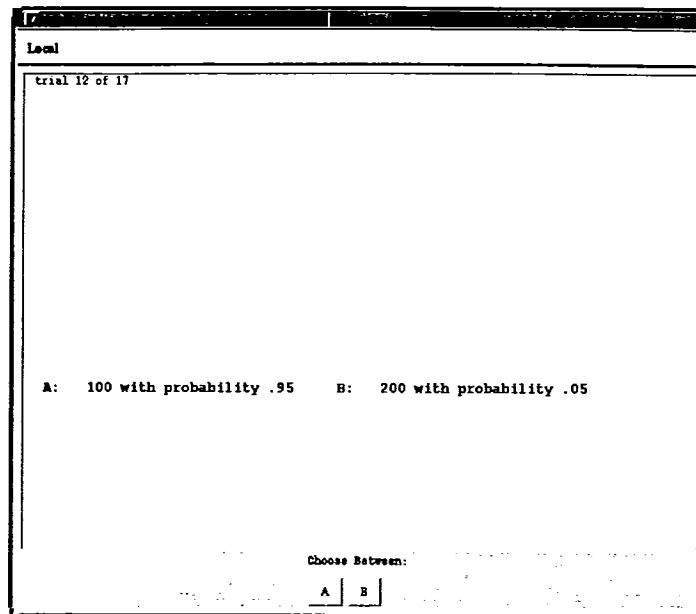 Local
trial 12 of 17
A: 100 with probability .95 B: 200 with probability .05
Choose Between:
A B